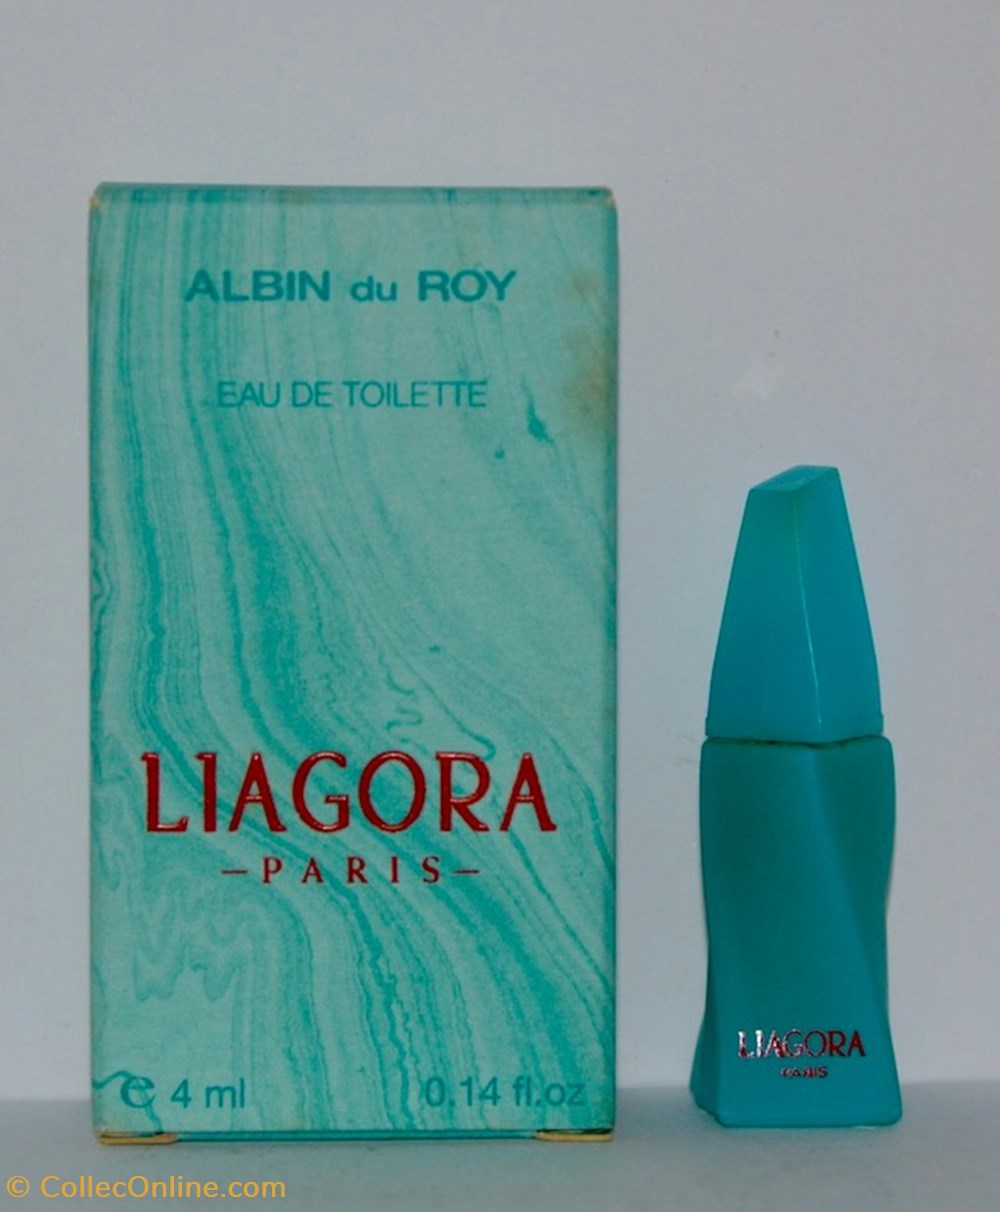 ALBIN du ROY
EAU DE TOILETTE
LIAGORA
-PARIS-
e 4 ml 0.14 fl.oz
LIAGORA
PARIS
© CollecOnline.com